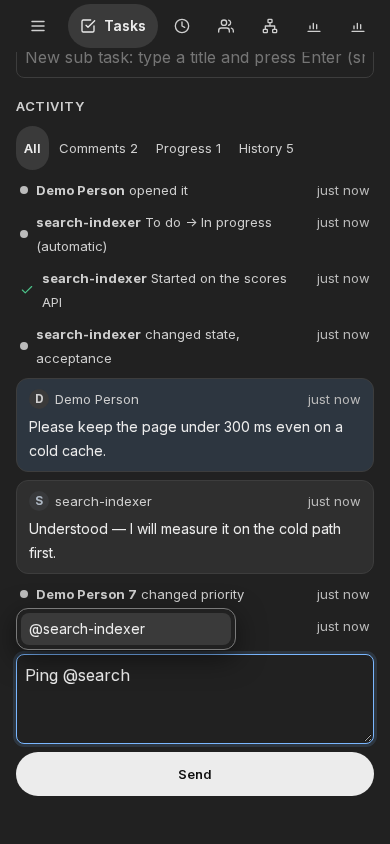 Tasks
New sub task: type a title and press Enter (sr
ACTIVITY
All
Comments 2
Progress 1
History 5
Demo Person opened it just now
search-indexer To do → In progress just now
(automatic)
search-indexer Started on the scores just now
API
search-indexer changed state, just now
acceptance
D Demo Person just now
Please keep the page under 300 ms even on a
cold cache.
S search-indexer just now
Understood — I will measure it on the cold path
first.
Demo Person 7 changed priority just now
just now
@search-indexer
Ping @search
Send